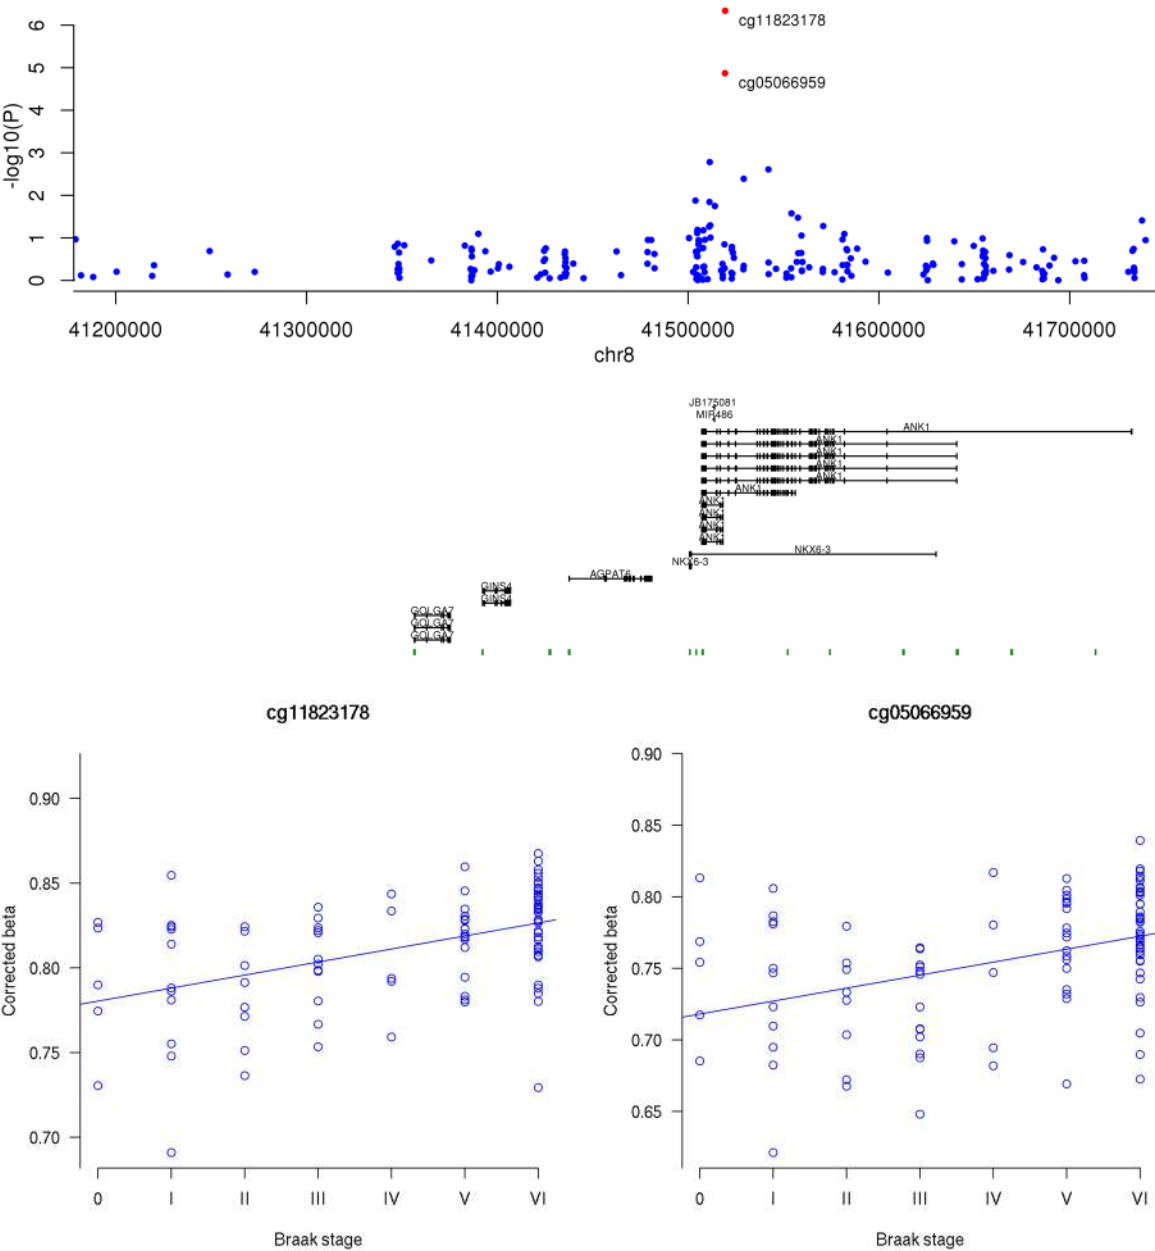 6
cg11823178
5
cg05066959
4
3
2
1
0
-log10(P)
41200000 41300000 41400000 41500000 41600000 41700000
chr8
JB175081
MIR486
ANK1
ANK1
ANK1
ANK1
ANK1
ANK1
ANK1
ANK1
ANK1
ANK1
NKX6-3
NKX6-3
AGPAT6
GINS4
GINS4
GOLGA7
GOLGA7
GOLGA7
cg11823178
0.90
0.85
0.80
0.75
0.70
Corrected beta
0 I II III IV V VI
Braak stage
cg05066959
0.90
0.85
0.80
0.75
0.70
0.65
Corrected beta
0 I II III IV V VI
Braak stage